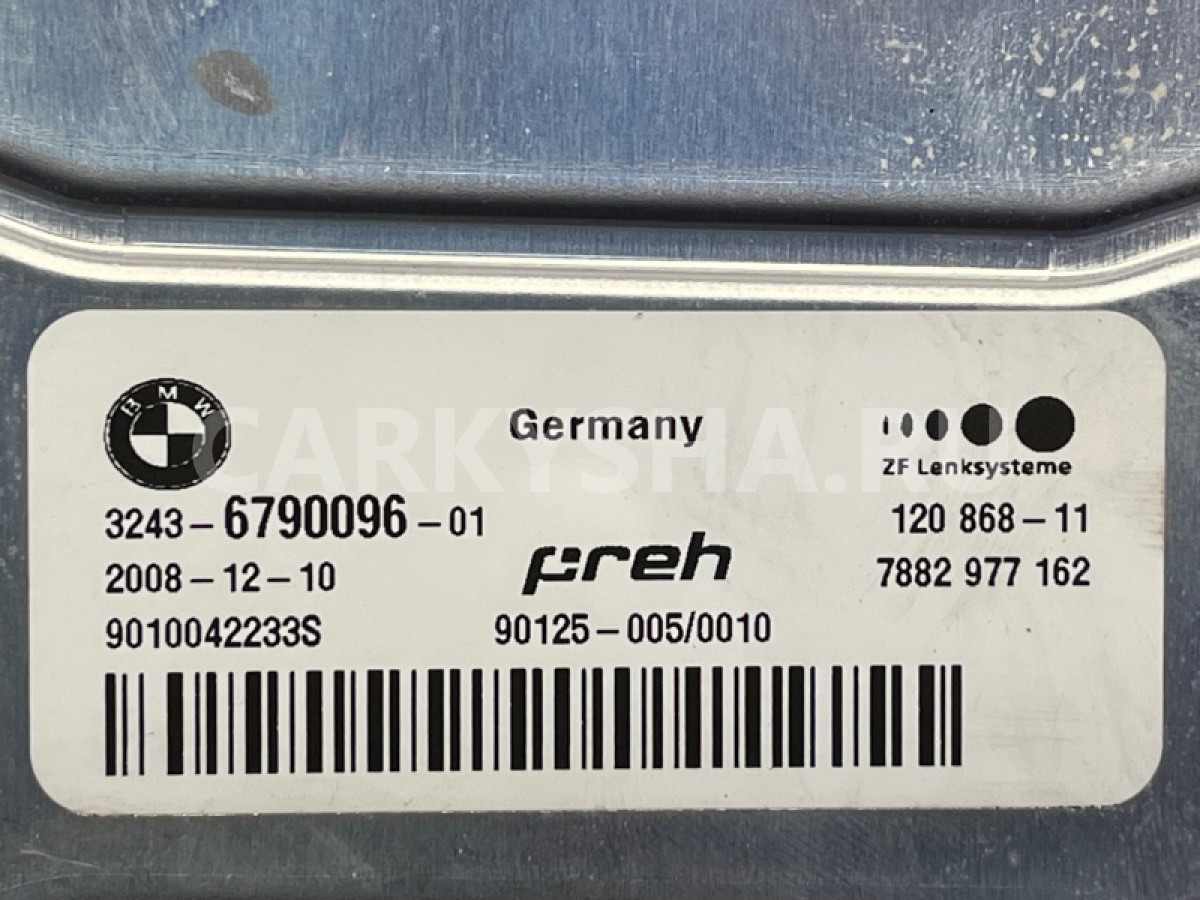 BMW
Germany
CARKYSHA.RU
ZF Lenksysteme
3243-6790096-01
120 868-11
2008-12-10
preh
7882 977 162
9010042233S
90125-005/0010